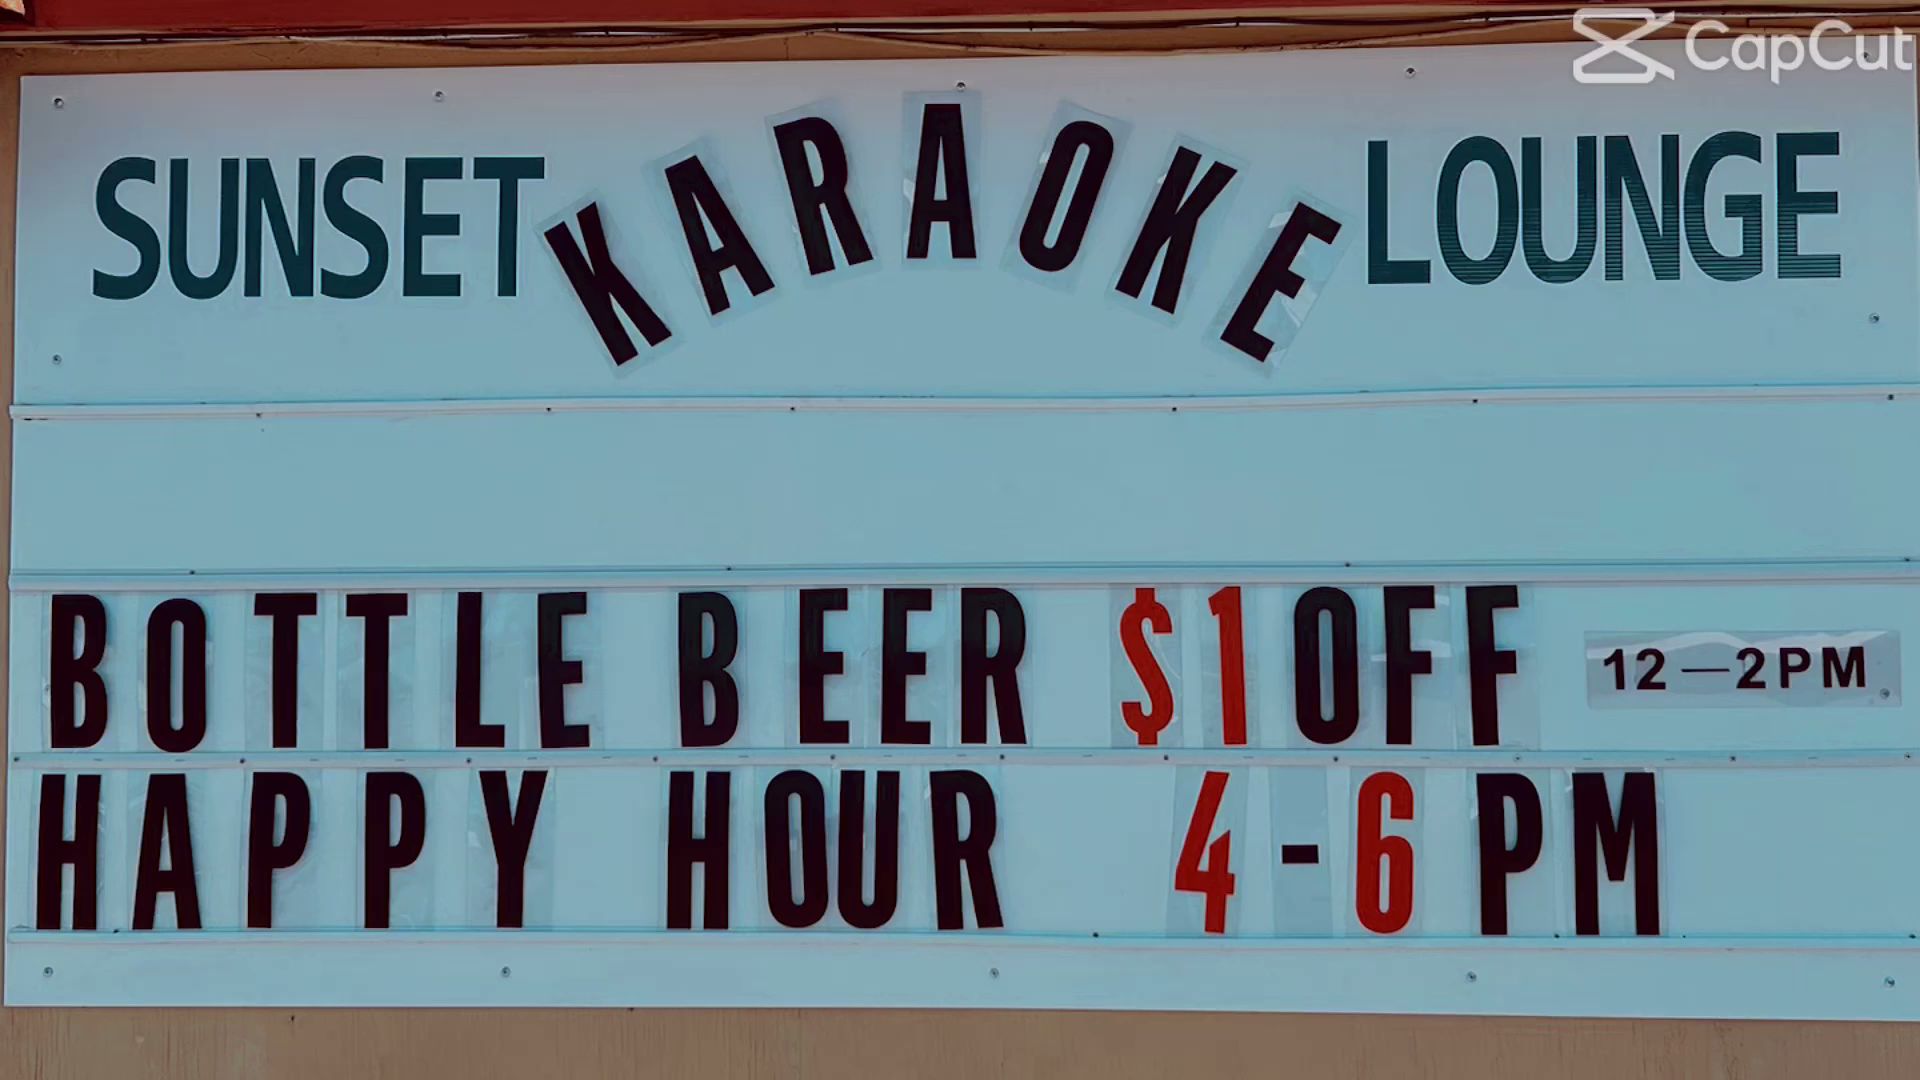 CapCut
SUNSET KARAOKE LOUNGE
BOTTLE BEER $1 OFF 12—2PM
HAPPY HOUR 4-6 PM